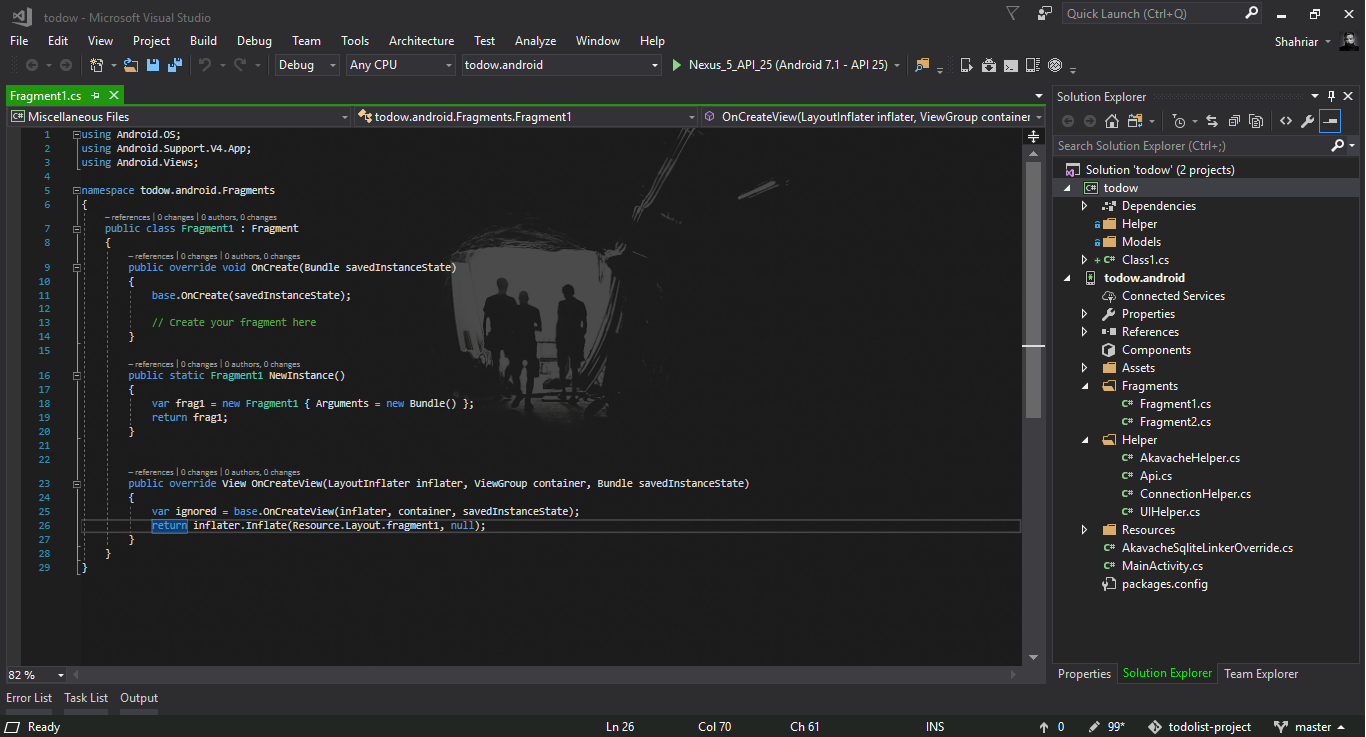 todow - Microsoft Visual Studio
Quick Launch (Ctrl+Q)
File Edit View Project Build Debug Team Tools Architecture Test Analyze Window Help
Shahriar
Debug Any CPU todow.android Nexus_5_API_25 (Android 7.1 - API 25)
Fragment1.cs
C# Miscellaneous Files todow.android.Fragments.Fragment1 OnCreateView(LayoutInflater inflater, ViewGroup container
1 using Android.OS;
2 using Android.Support.V4.App;
3 using Android.Views;
4
5 namespace todow.android.Fragments
6 {
– references | 0 changes | 0 authors, 0 changes
7 public class Fragment1 : Fragment
8 {
– references | 0 changes | 0 authors, 0 changes
9 public override void OnCreate(Bundle savedInstanceState)
10 {
11 base.OnCreate(savedInstanceState);
12
13 // Create your fragment here
14 }
15
– references | 0 changes | 0 authors, 0 changes
16 public static Fragment1 NewInstance()
17 {
18 var frag1 = new Fragment1 { Arguments = new Bundle() };
19 return frag1;
20 }
21
22
– references | 0 changes | 0 authors, 0 changes
23 public override View OnCreateView(LayoutInflater inflater, ViewGroup container, Bundle savedInstanceState)
24 {
25 var ignored = base.OnCreateView(inflater, container, savedInstanceState);
26 return inflater.Inflate(Resource.Layout.fragment1, null);
27 }
28 }
29 }
82 %
Solution Explorer
Search Solution Explorer (Ctrl+;)
Solution 'todow' (2 projects)
C# todow
Dependencies
Helper
Models
+ C# Class1.cs
todow.android
Connected Services
Properties
References
Components
Assets
Fragments
C# Fragment1.cs
C# Fragment2.cs
Helper
C# AkavacheHelper.cs
C# Api.cs
C# ConnectionHelper.cs
C# UIHelper.cs
Resources
C# AkavacheSqliteLinkerOverride.cs
C# MainActivity.cs
packages.config
Properties Solution Explorer Team Explorer
Error List Task List Output
Ready Ln 26 Col 70 Ch 61 INS 0 99* todolist-project master